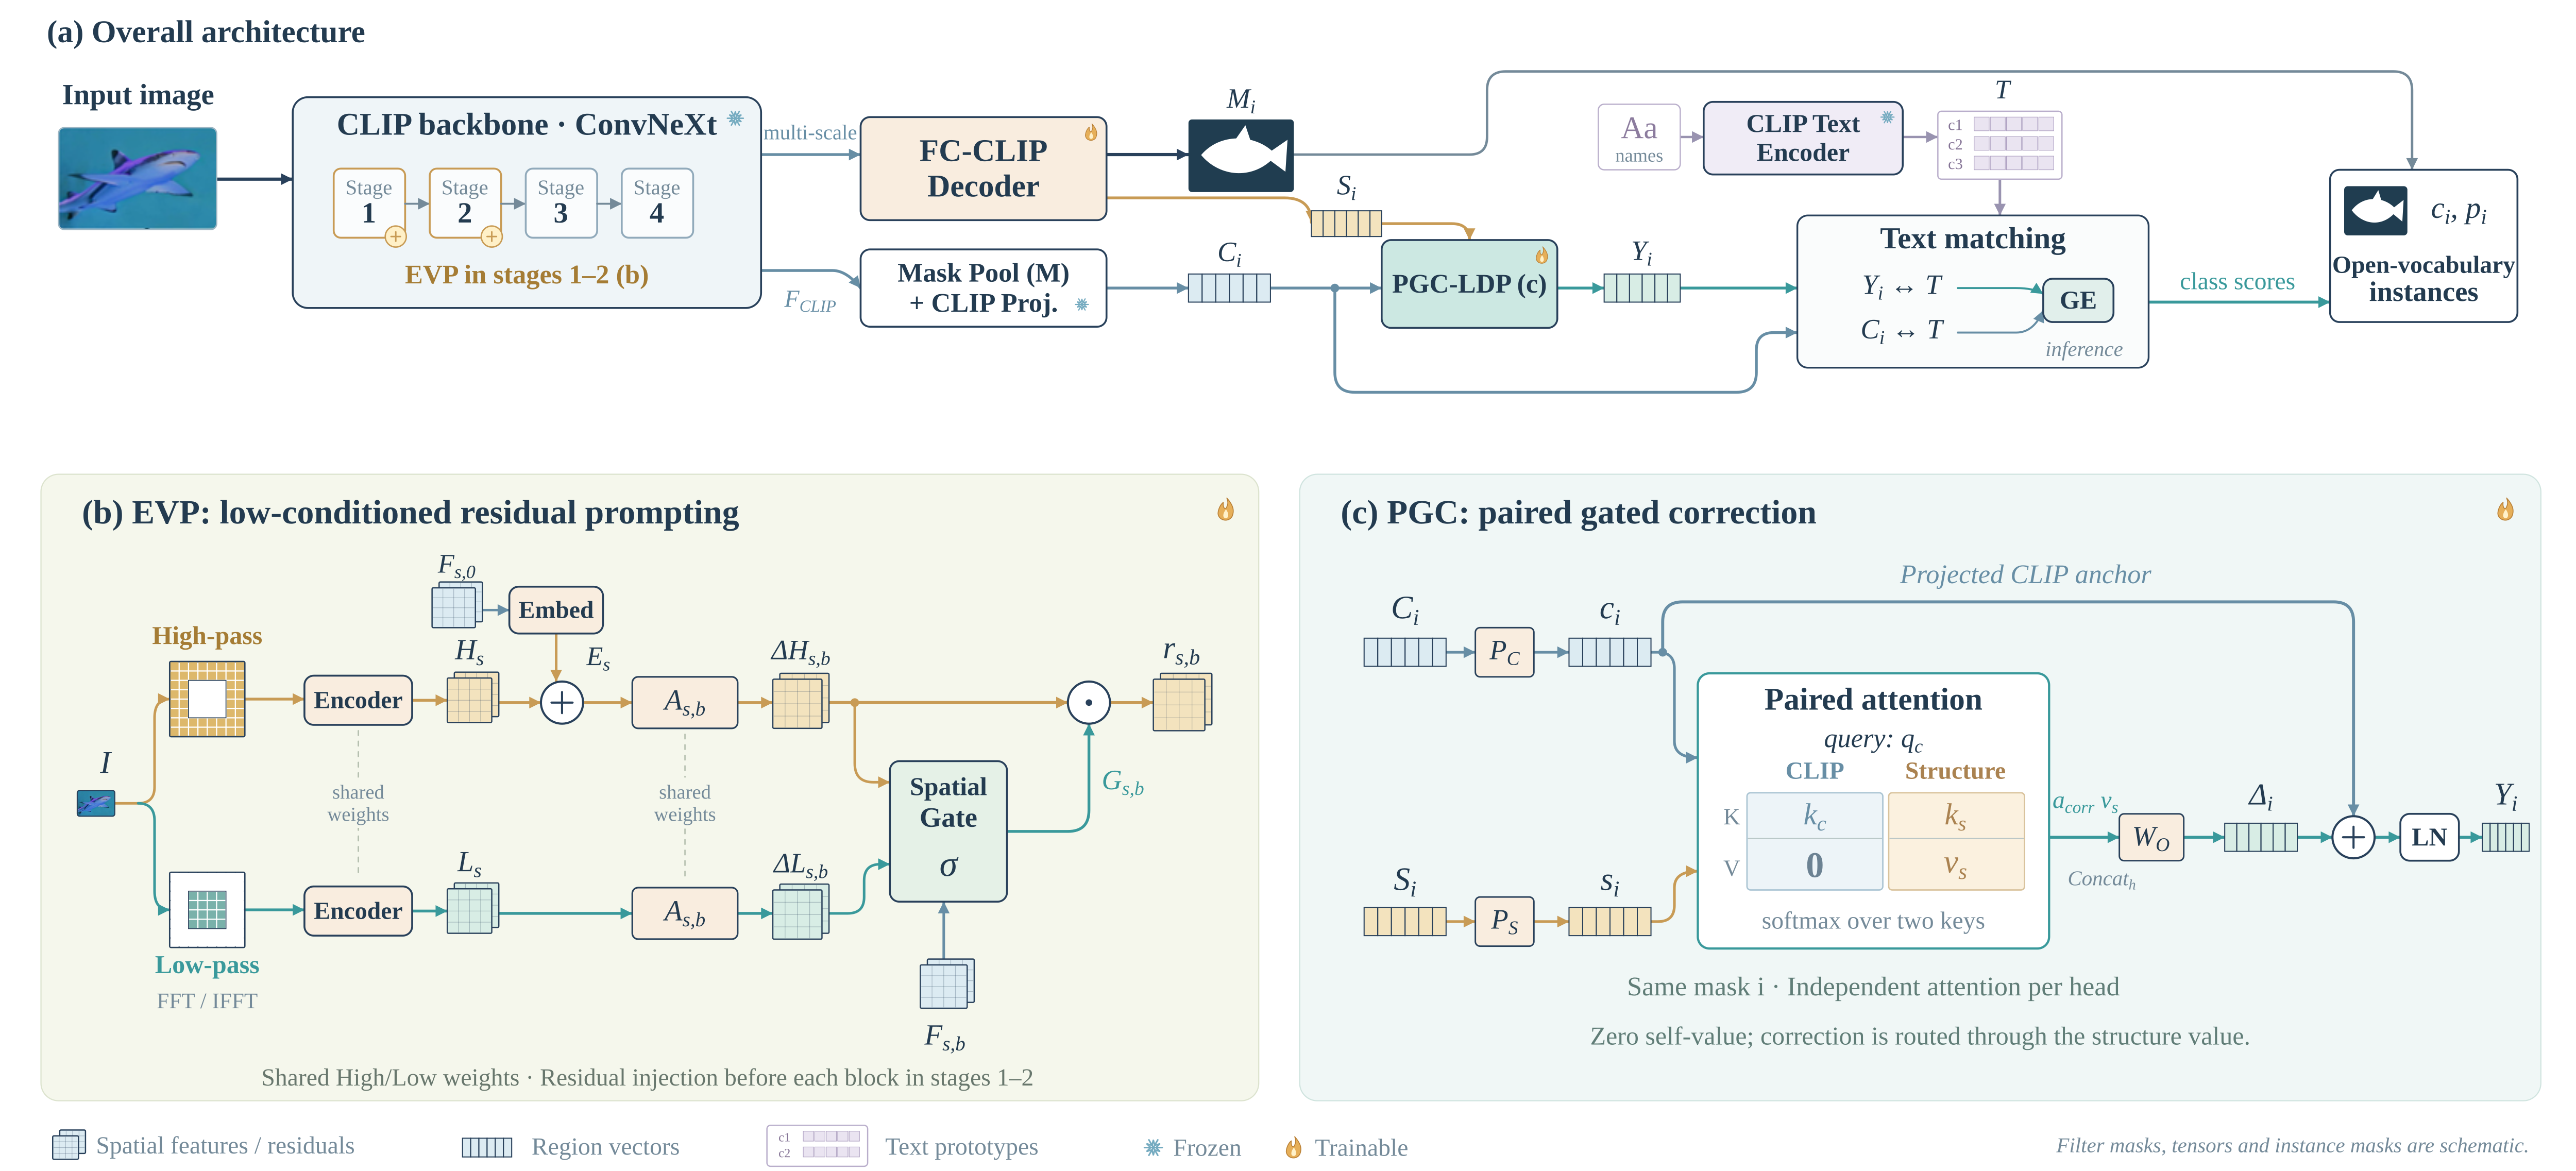 (a) Overall architecture
Input image
CLIP backbone · ConvNeXt
Stage
1
Stage
2
Stage
3
Stage
4
EVP in stages 1–2 (b)
multi-scale
F_CLIP
FC-CLIP
Decoder
Mask Pool (M)
+ CLIP Proj.
M_i
S_i
C_i
PGC-LDP (c)
Y_i
Aa
names
CLIP Text
Encoder
T
c1
c2
c3
Text matching
Y_i ↔ T
C_i ↔ T
GE
inference
class scores
c_i, p_i
Open-vocabulary
instances
(b) EVP: low-conditioned residual prompting
F_s,0
Embed
High-pass
H_s
E_s
ΔH_s,b
r_s,b
Encoder
A_s,b
I
shared
weights
shared
weights
Spatial
Gate
σ
G_s,b
L_s
ΔL_s,b
Encoder
A_s,b
Low-pass
FFT / IFFT
F_s,b
Shared High/Low weights · Residual injection before each block in stages 1–2
(c) PGC: paired gated correction
Projected CLIP anchor
C_i
P_C
c_i
Paired attention
query: q_c
CLIP
Structure
K
k_c
k_s
V
0
v_s
softmax over two keys
S_i
P_S
s_i
a_corr v_s
W_O
Concat_h
Δ_i
LN
Y_i
Same mask i · Independent attention per head
Zero self-value; correction is routed through the structure value.
Spatial features / residuals
Region vectors
c1
c2
Text prototypes
Frozen
Trainable
Filter masks, tensors and instance masks are schematic.